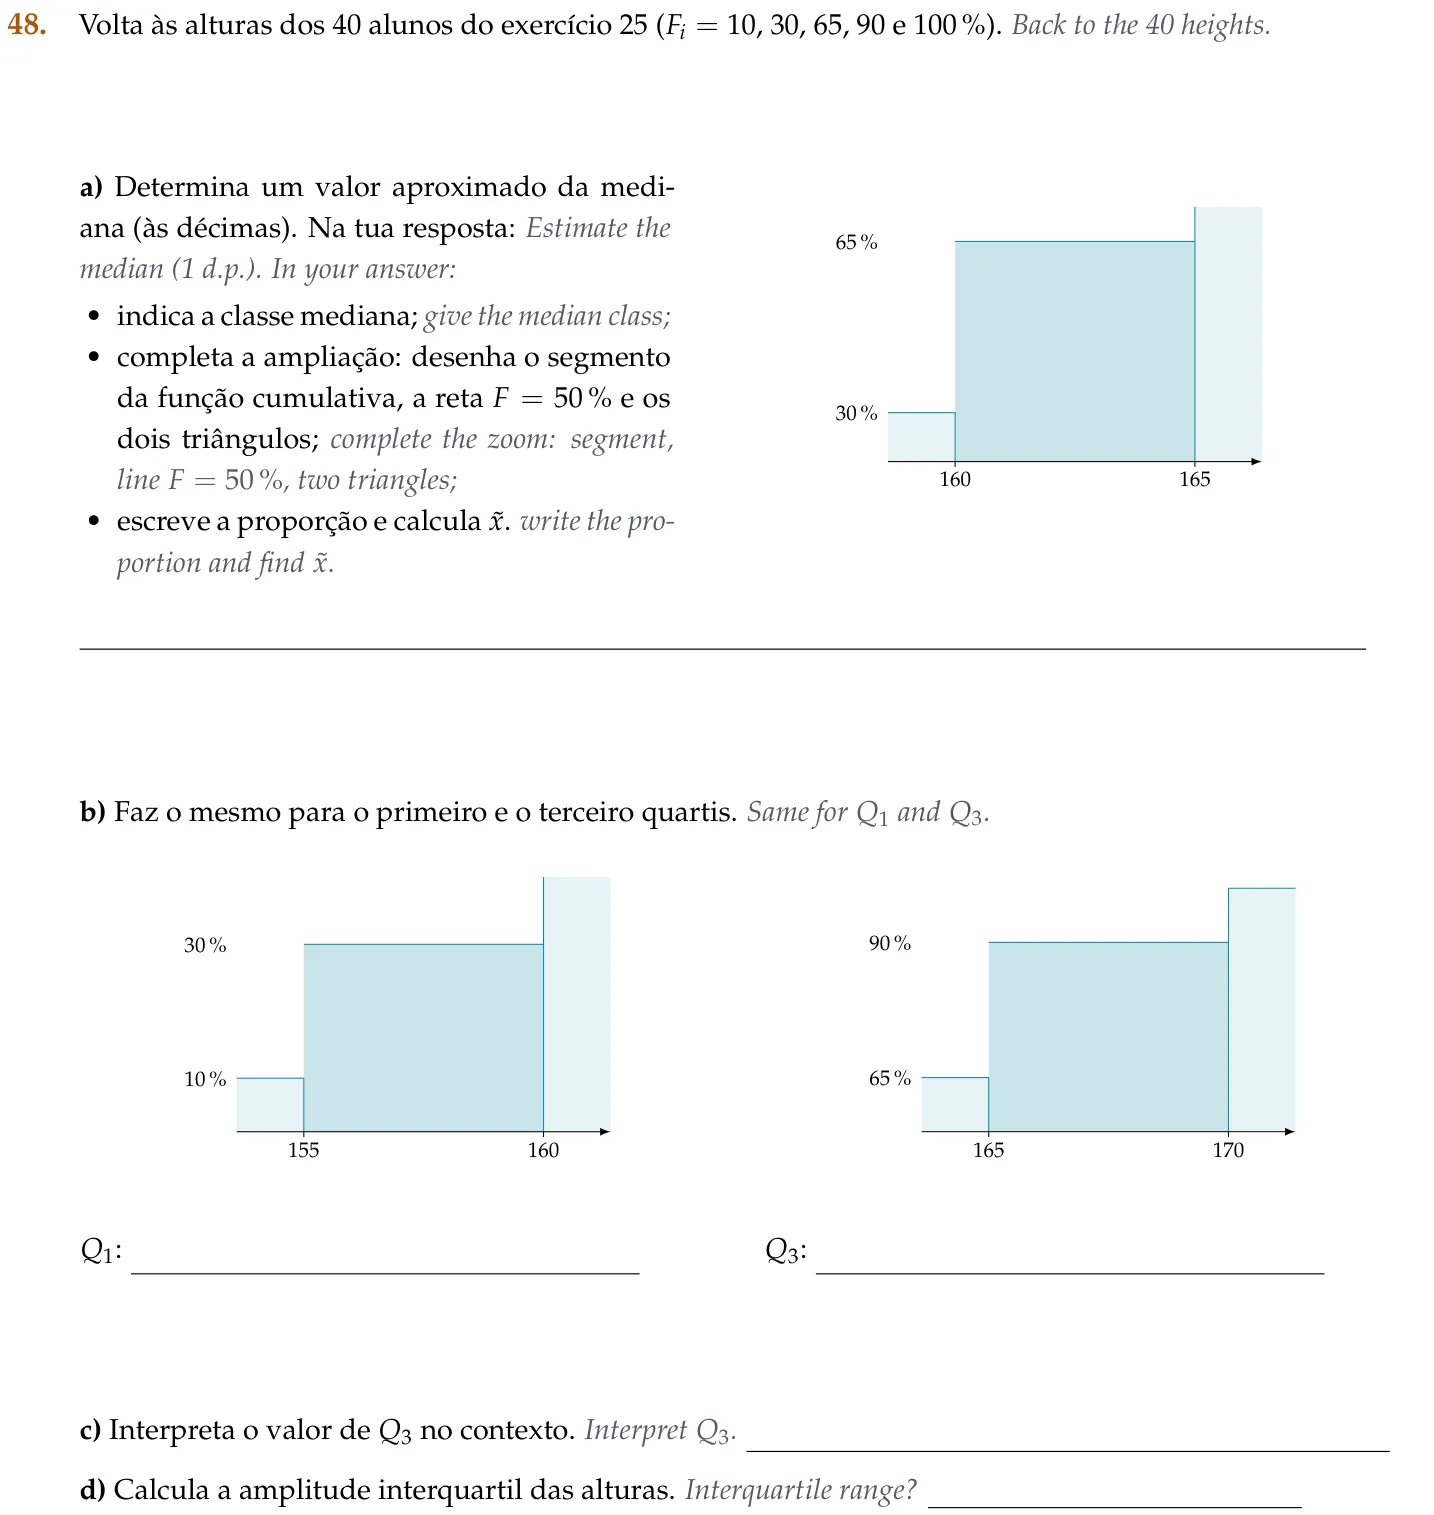 48. Volta às alturas dos 40 alunos do exercício 25 (Fᵢ = 10, 30, 65, 90 e 100 %). Back to the 40 heights.
a) Determina um valor aproximado da medi-
ana (às décimas). Na tua resposta: Estimate the
median (1 d.p.). In your answer:
• indica a classe mediana; give the median class;
• completa a ampliação: desenha o segmento
da função cumulativa, a reta F = 50 % e os
dois triângulos; complete the zoom: segment,
line F = 50 %, two triangles;
• escreve a proporção e calcula x̃. write the pro-
portion and find x̃.
65 %
30 %
160 165
b) Faz o mesmo para o primeiro e o terceiro quartis. Same for Q₁ and Q₃.
30 %
10 %
155 160
90 %
65 %
165 170
Q₁:
Q₃:
c) Interpreta o valor de Q₃ no contexto. Interpret Q₃.
d) Calcula a amplitude interquartil das alturas. Interquartile range?